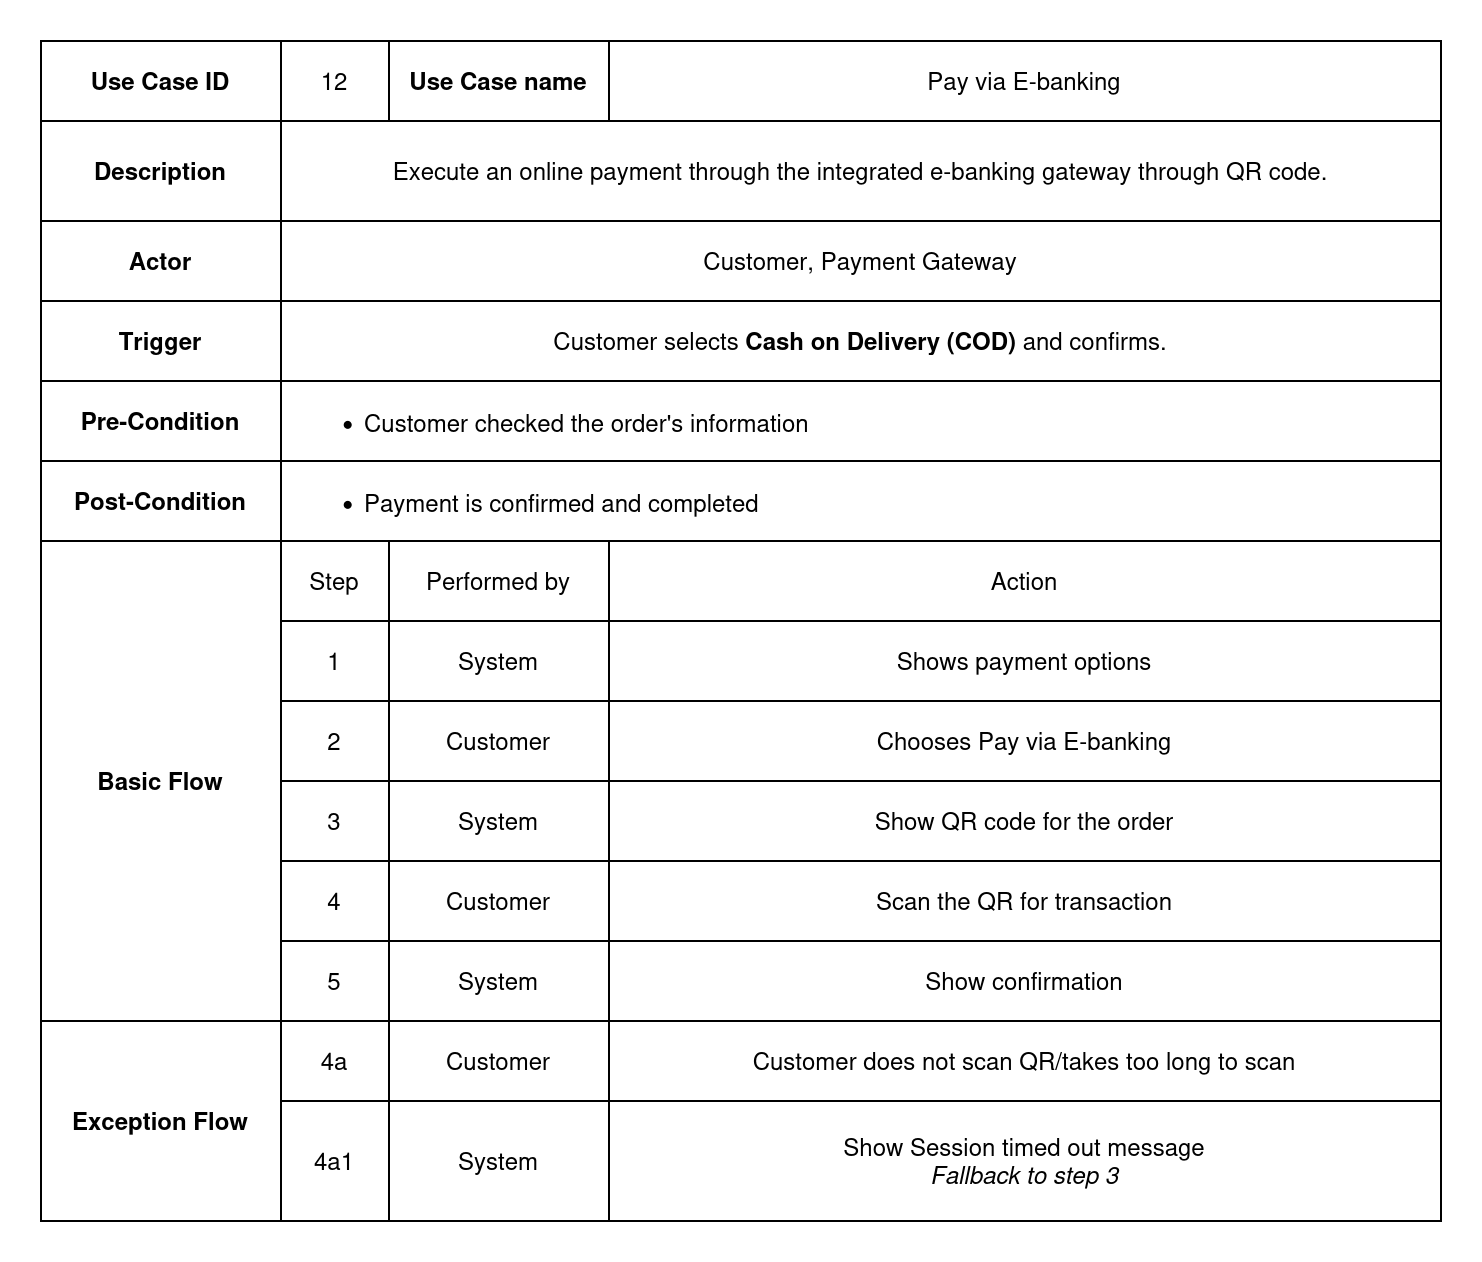 Use Case ID 12 Use Case name Pay via E-banking
Description Execute an online payment through the integrated e-banking gateway through QR code.
Actor Customer, Payment Gateway
Trigger Customer selects Cash on Delivery (COD) and confirms.
Pre-Condition • Customer checked the order's information
Post-Condition • Payment is confirmed and completed
Basic Flow
Step Performed by Action
1 System Shows payment options
2 Customer Chooses Pay via E-banking
3 System Show QR code for the order
4 Customer Scan the QR for transaction
5 System Show confirmation
Exception Flow
4a Customer Customer does not scan QR/takes too long to scan
4a1 System Show Session timed out message
Fallback to step 3